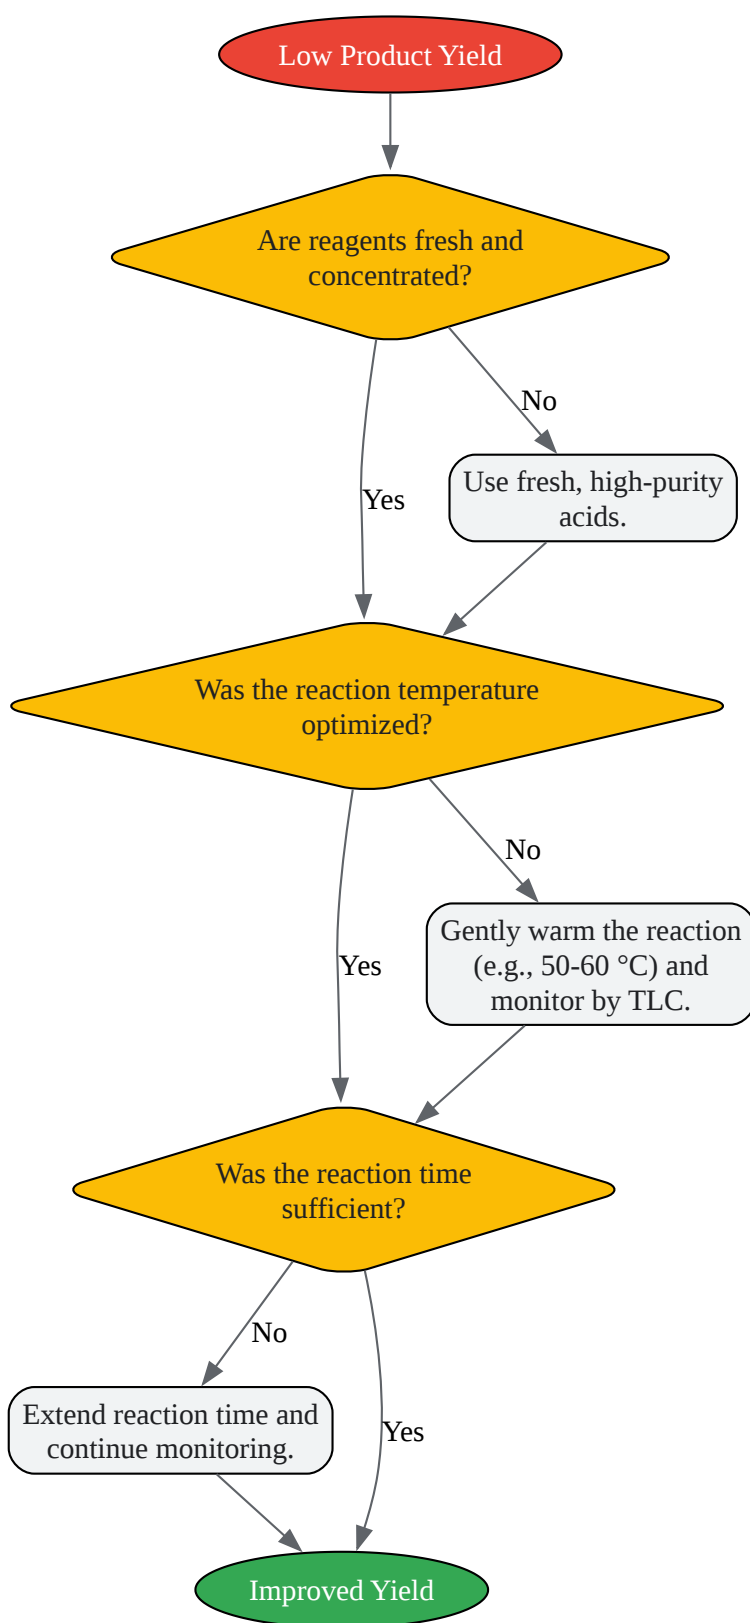 Low Product Yield
Are reagents fresh and
concentrated?
No
Use fresh, high-purity
acids.
Yes
Was the reaction temperature
optimized?
No
Gently warm the reaction
(e.g., 50-60 °C) and
monitor by TLC.
Yes
Was the reaction time
sufficient?
No
Extend reaction time and
continue monitoring.
Yes
Improved Yield